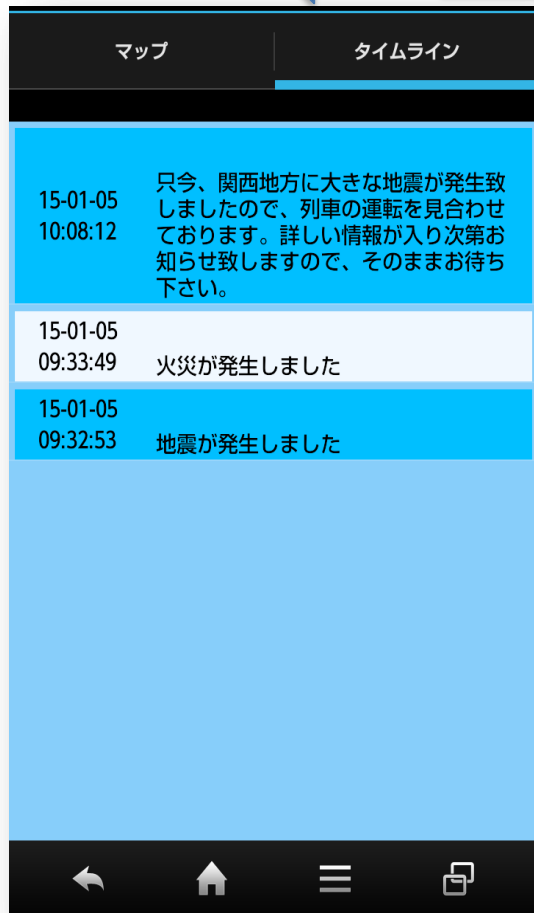 マップ
タイムライン
15-01-05
10:08:12
只今、関西地方に大きな地震が発生致
しましたので、列車の運転を見合わせ
ております。詳しい情報が入り次第お
知らせ致しますので、そのままお待ち
下さい。
15-01-05
09:33:49
火災が発生しました
15-01-05
09:32:53
地震が発生しました